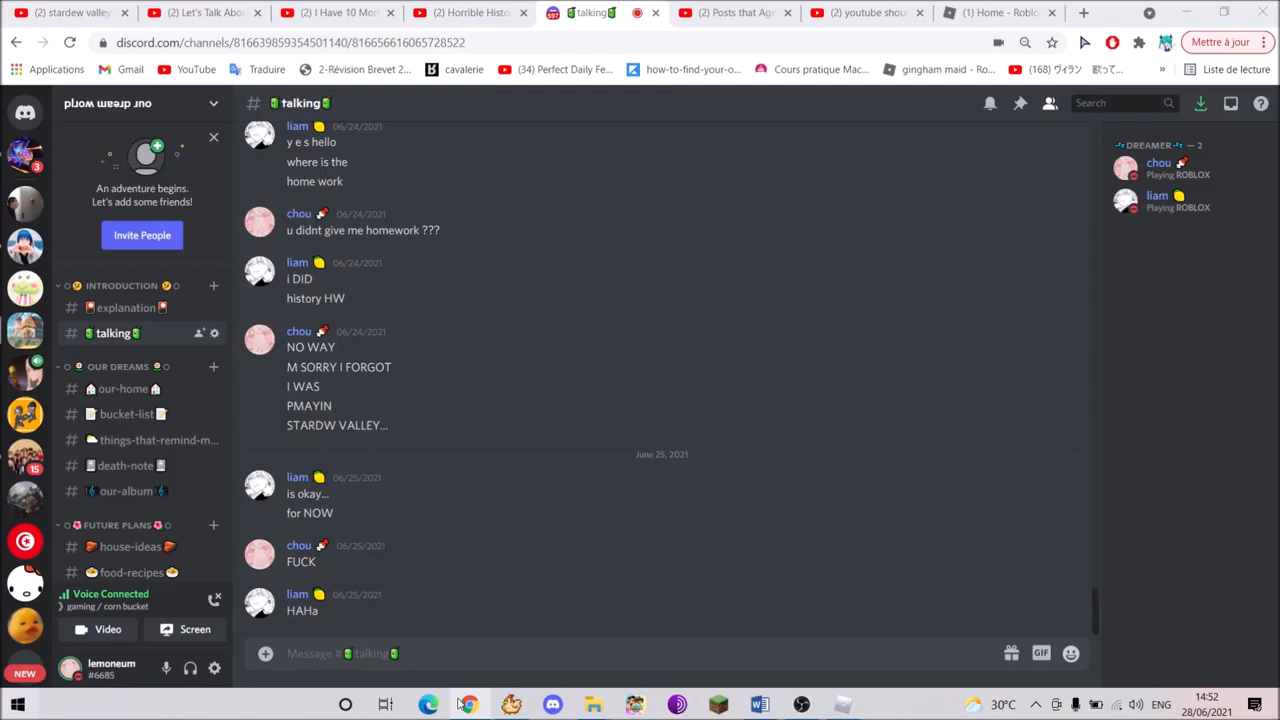 (2) stardew valley
(2) Let's Talk Abou
(2) I Have 10 Mon
(2) Horrible Histo
597
talking
(2) Posts that Age
(2) youtube shoul
(1) Home - Roblo
discord.com/channels/816639859354501140/816656616065728522
Mettre à jour
Applications
Gmail
YouTube
Traduire
2-Révision Brevet 2...
cavalerie
(34) Perfect Daily Fe...
how-to-find-your-o...
Cours pratique Mac...
gingham maid - Ro...
(168) ヴィラン 歌って...
»
Liste de lecture
our dream world
# talking
Search
3
An adventure begins.
Let's add some friends!
Invite People
INTRODUCTION
# explanation
# talking
OUR DREAMS
# our-home
# bucket-list
# things-that-remind-m...
# death-note
# our-album
FUTURE PLANS
# house-ideas
# food-recipes
15
NEW
Voice Connected
gaming / corn bucket
Video
Screen
lemoneum
#6685
liam 06/24/2021
y e s hello
where is the
home work
chou 06/24/2021
u didnt give me homework ???
liam 06/24/2021
i DID
history HW
chou 06/24/2021
NO WAY
M SORRY I FORGOT
I WAS
PMAYIN
STARDW VALLEY...
June 25, 2021
liam 06/25/2021
is okay...
for NOW
chou 06/25/2021
FUCK
liam 06/25/2021
HAHa
Message # talking
GIF
DREAMER — 2
chou
Playing ROBLOX
liam
Playing ROBLOX
30°C
ENG
14:52
28/06/2021